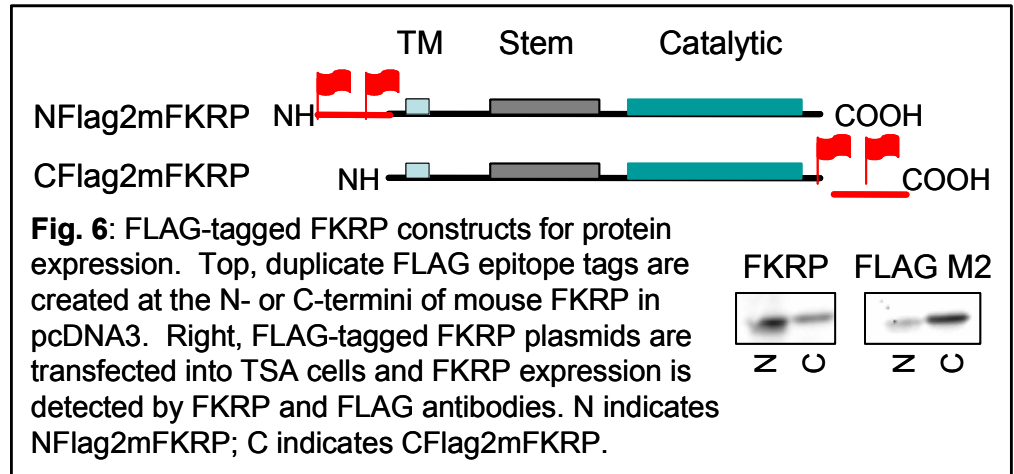 TM Stem Catalytic
NFlag2mFKRP NH COOH
CFlag2mFKRP NH COOH
Fig. 6: FLAG-tagged FKRP constructs for protein
expression. Top, duplicate FLAG epitope tags are
created at the N- or C-termini of mouse FKRP in
pcDNA3. Right, FLAG-tagged FKRP plasmids are
transfected into TSA cells and FKRP expression is
detected by FKRP and FLAG antibodies. N indicates
NFlag2mFKRP; C indicates CFlag2mFKRP.
FKRP FLAG M2
N C N C